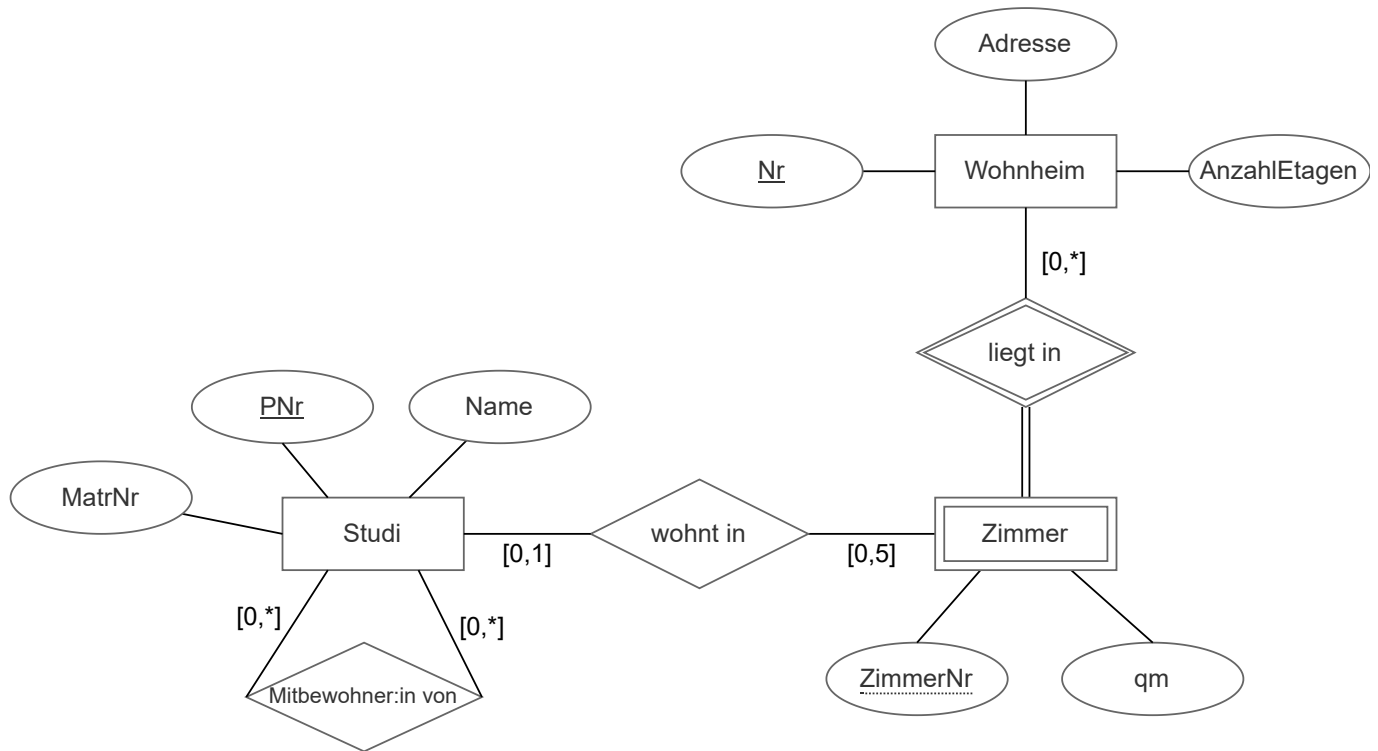 Adresse
Nr
Wohnheim
AnzahlEtagen
[0,*]
liegt in
PNr
Name
MatrNr
Studi
wohnt in
Zimmer
[0,1]
[0,5]
[0,*]
[0,*]
Mitbewohner:in von
ZimmerNr
qm